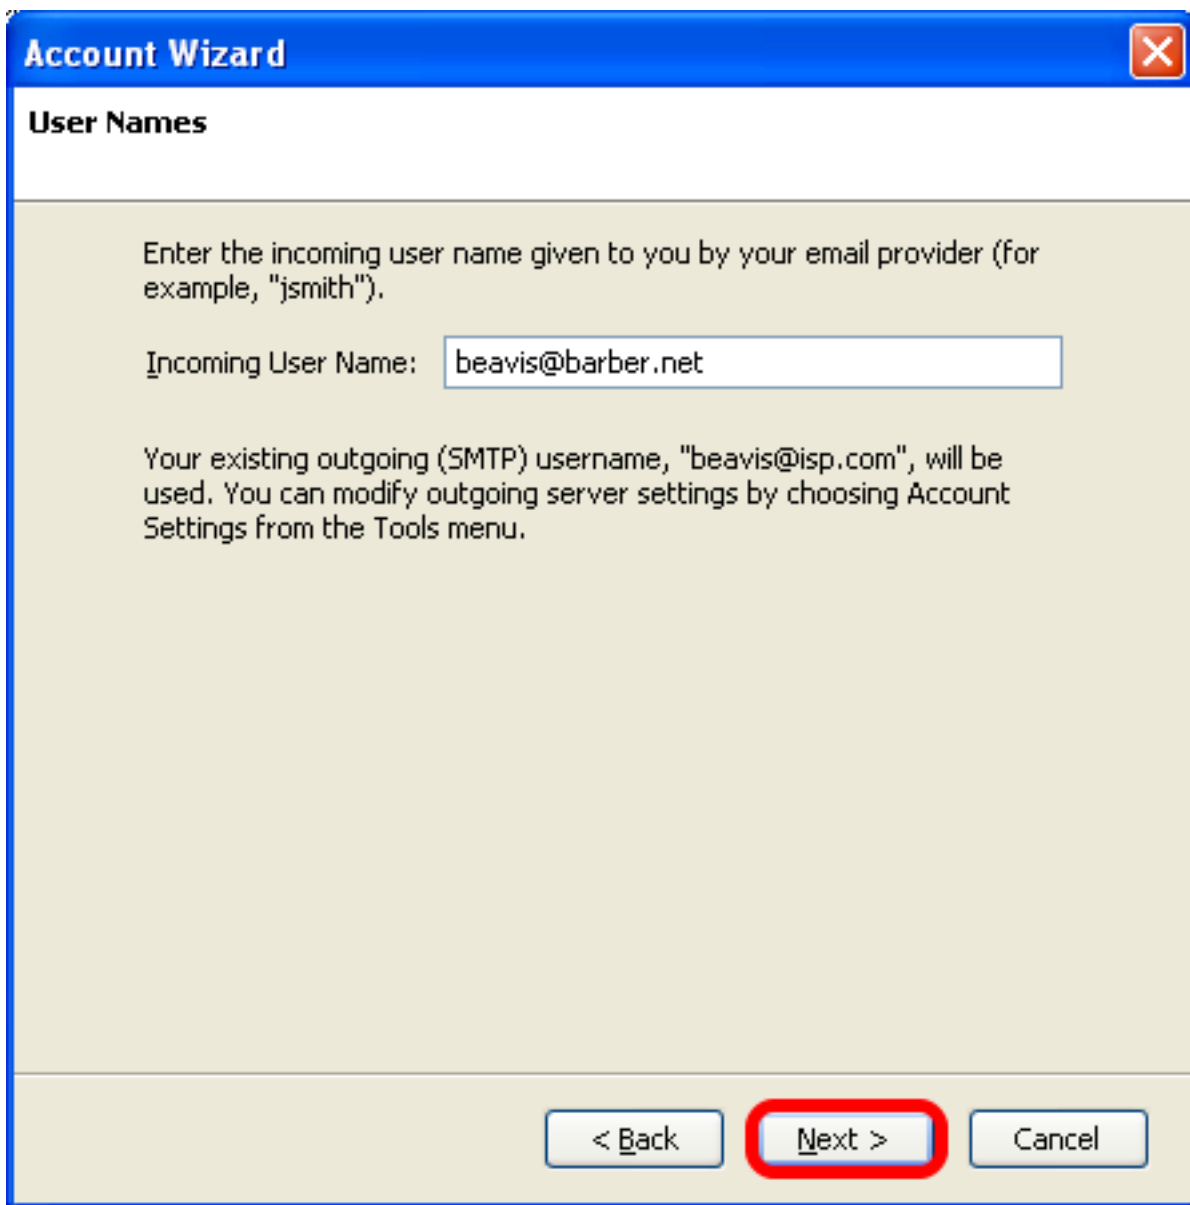 Account Wizard
User Names
Enter the incoming user name given to you by your email provider (for
example, "jsmith").
Incoming User Name: beavis@barber.net
Your existing outgoing (SMTP) username, "beavis@isp.com", will be
used. You can modify outgoing server settings by choosing Account
Settings from the Tools menu.
< Back Next > Cancel